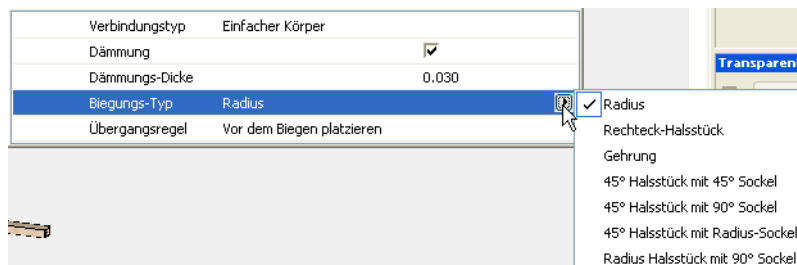 Verbindungstyp Einfacher Körper
Dämmung
Dämmungs-Dicke 0.030
Biegungs-Typ Radius
Übergangsregel Vor dem Biegen platzieren
Transparen
Radius
Rechteck-Halsstück
Gehrung
45° Halsstück mit 45° Sockel
45° Halsstück mit 90° Sockel
45° Halsstück mit Radius-Sockel
Radius Halsstück mit 90° Sockel